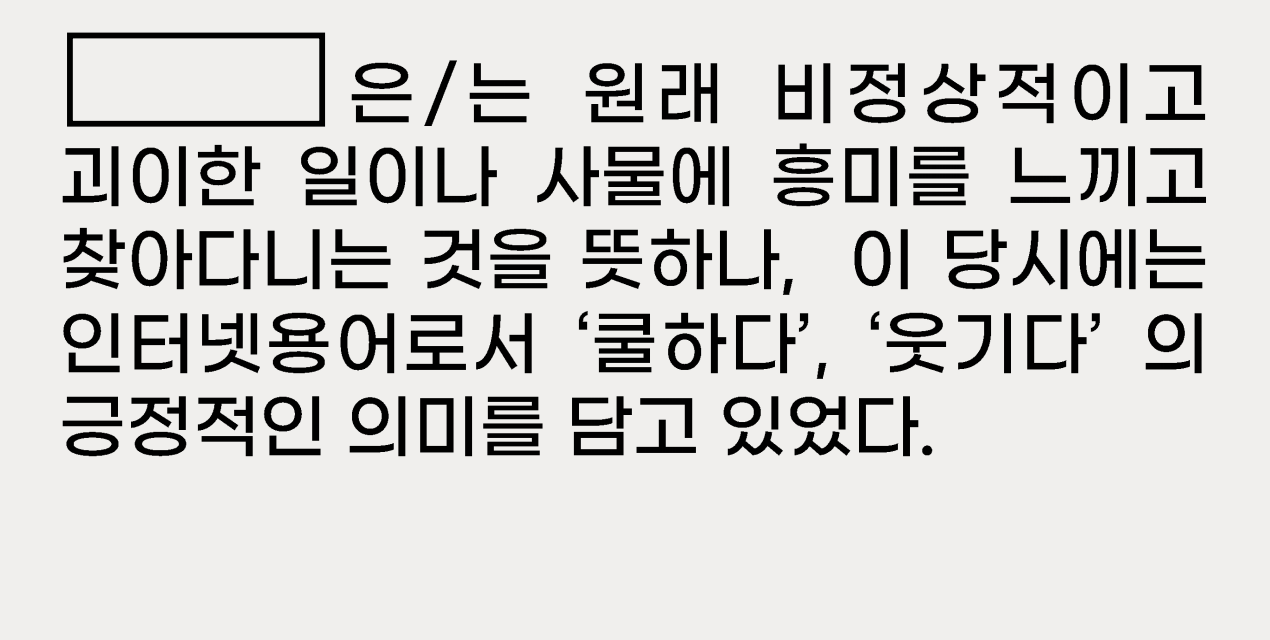 은/는 원래 비정상적이고
괴이한 일이나 사물에 흥미를 느끼고
찾아다니는 것을 뜻하나, 이 당시에는
인터넷용어로서 ‘쿨하다’, ‘웃기다’ 의
긍정적인 의미를 담고 있었다.